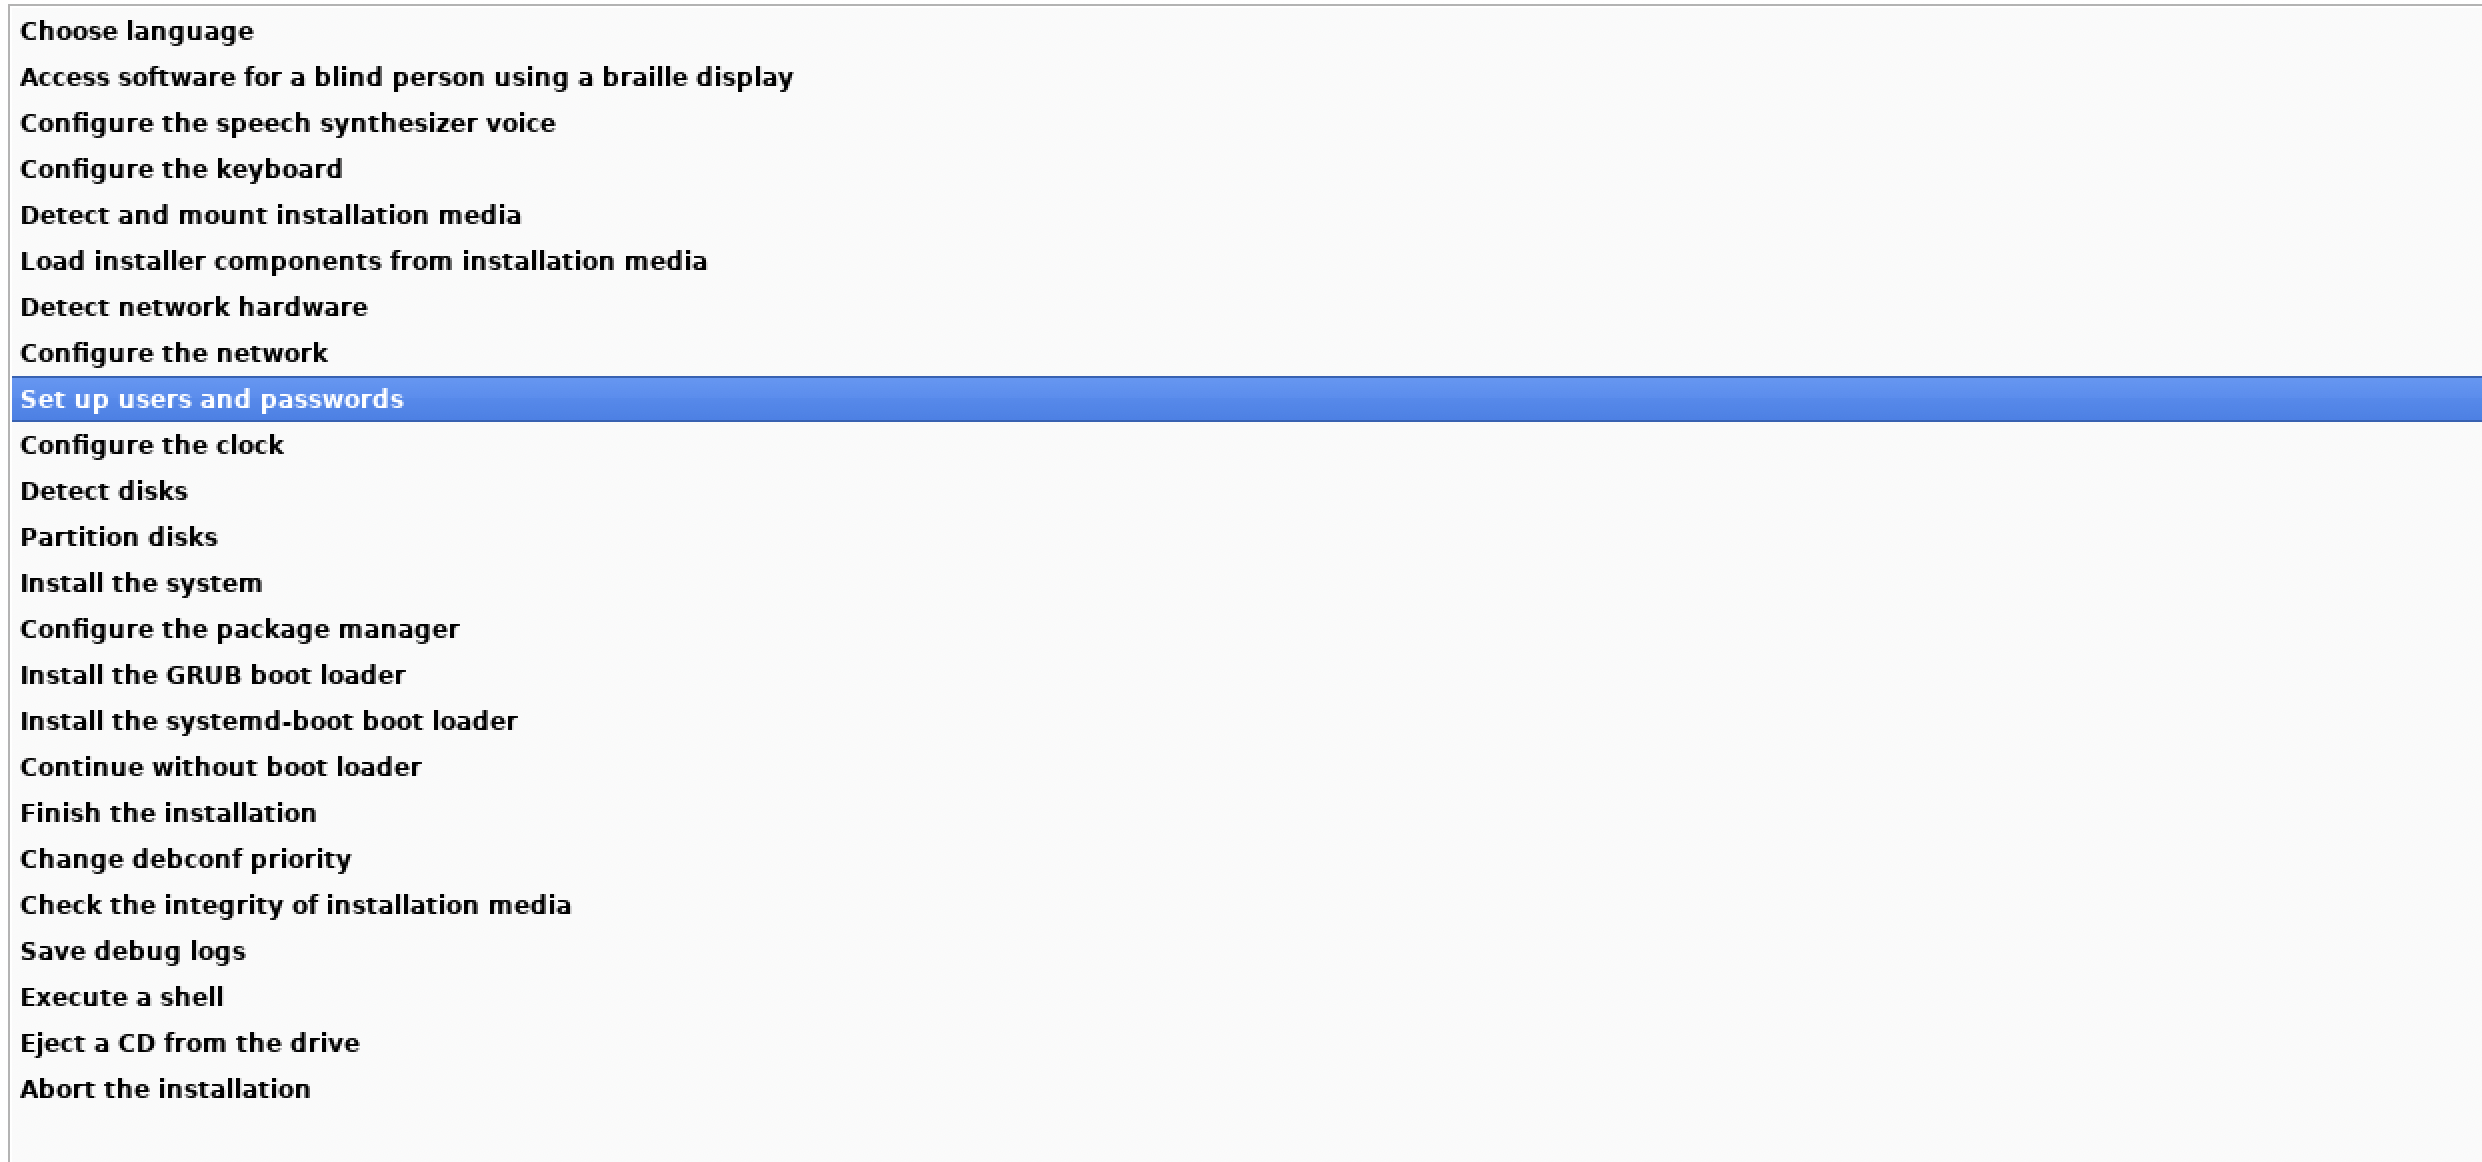 Choose language
Access software for a blind person using a braille display
Configure the speech synthesizer voice
Configure the keyboard
Detect and mount installation media
Load installer components from installation media
Detect network hardware
Configure the network
Set up users and passwords
Configure the clock
Detect disks
Partition disks
Install the system
Configure the package manager
Install the GRUB boot loader
Install the systemd-boot boot loader
Continue without boot loader
Finish the installation
Change debconf priority
Check the integrity of installation media
Save debug logs
Execute a shell
Eject a CD from the drive
Abort the installation